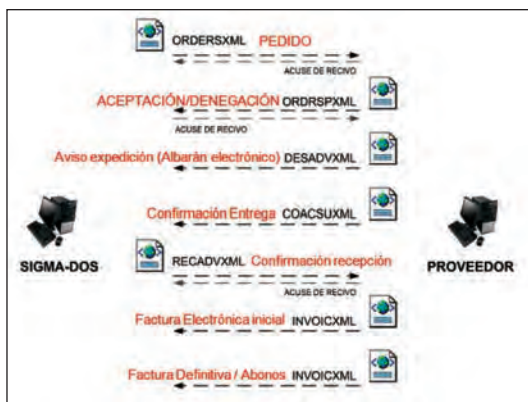 ORDERSXML PEDIDO
ACUSE DE RECIVO
ACEPTACIÓN/DENEGACIÓN ORDRSPXML
ACUSE DE RECIVO
Aviso expedición (Albarán electrónico) DESADVXML
Confirmación Entrega COACSUXML
SIGMA-DOS
RECADVXML Confirmación recepción
PROVEEDOR
ACUSE DE RECIVO
Factura Electrónica inicial INVOICXML
Factura Definitiva / Abonos INVOICXML